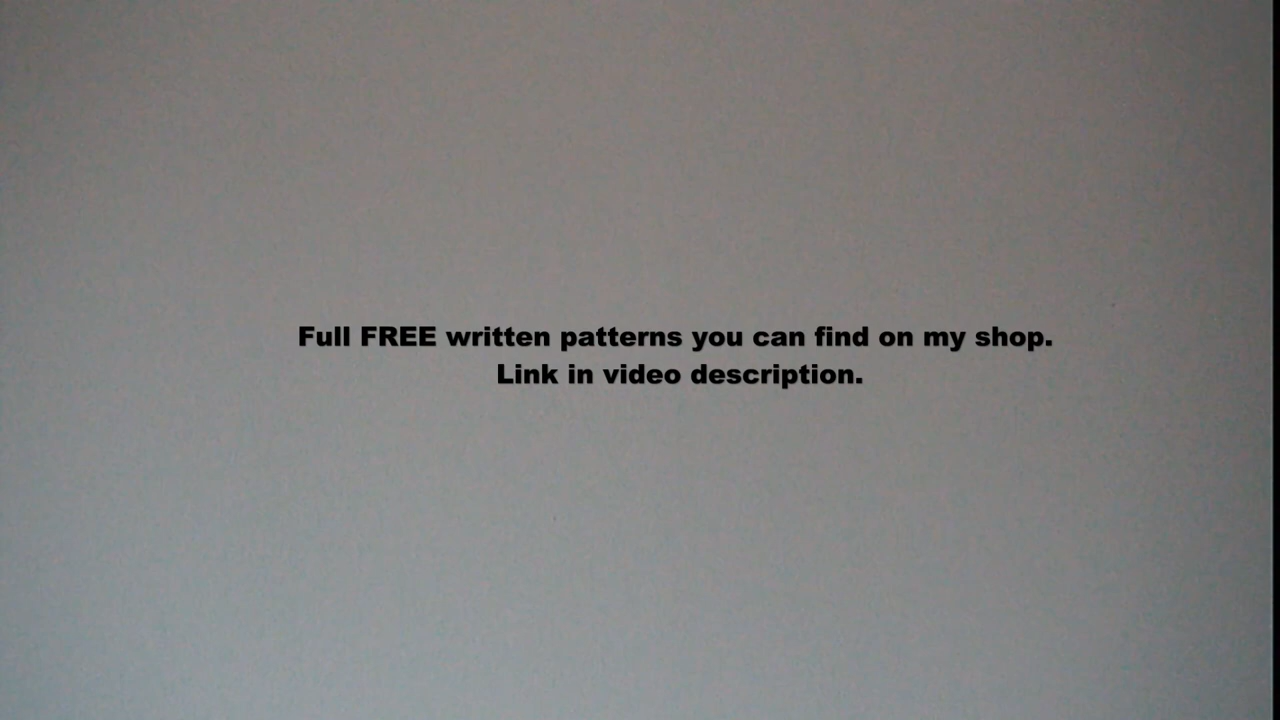 Full FREE written patterns you can find on my shop.
Link in video description.